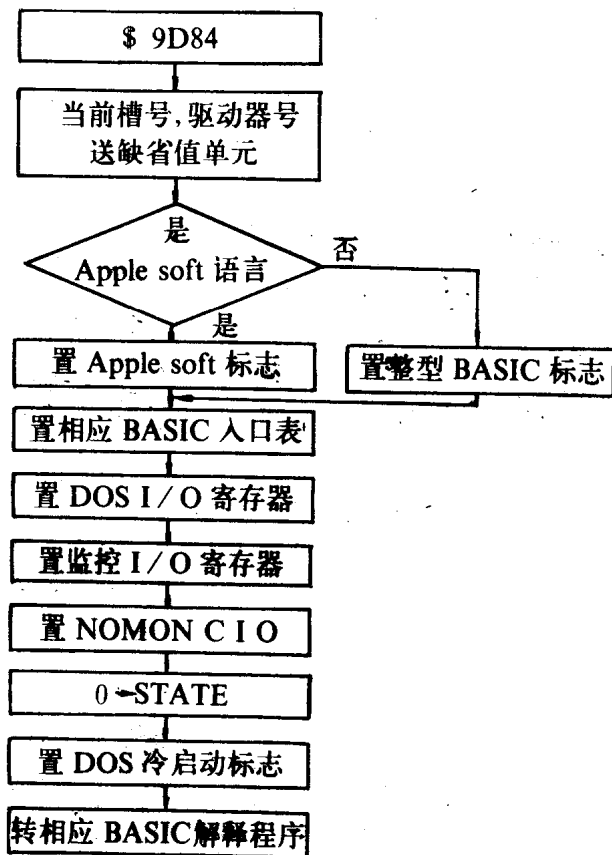 $ 9D84
当前槽号,驱动器号
送缺省值单元
是
Apple soft 语言
否
是
置 Apple soft 标志
置整型 BASIC 标志
置相应 BASIC 入口表
置 DOS I/O 寄存器
置监控 I/O 寄存器
置 NOMON C I O
0→STATE
置 DOS 冷启动标志
转相应 BASIC解释程序